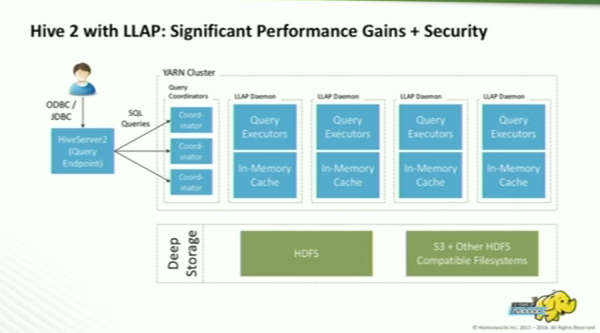 Hive 2 with LLAP: Significant Performance Gains + Security
YARN Cluster
ODBC /
JDBC
SQL
Queries
HiveServer2
(Query
Endpoint)
Query
Coordinators
Coord-
inator
Coord-
inator
Coord-
inator
LLAP Daemon
Query
Executors
In-Memory
Cache
LLAP Daemon
Query
Executors
In-Memory
Cache
LLAP Daemon
Query
Executors
In-Memory
Cache
LLAP Daemon
Query
Executors
In-Memory
Cache
Deep
Storage
HDFS
S3 + Other HDFS
Compatible Filesystems
© Hortonworks Inc. 2011 – 2016. All Rights Reserved